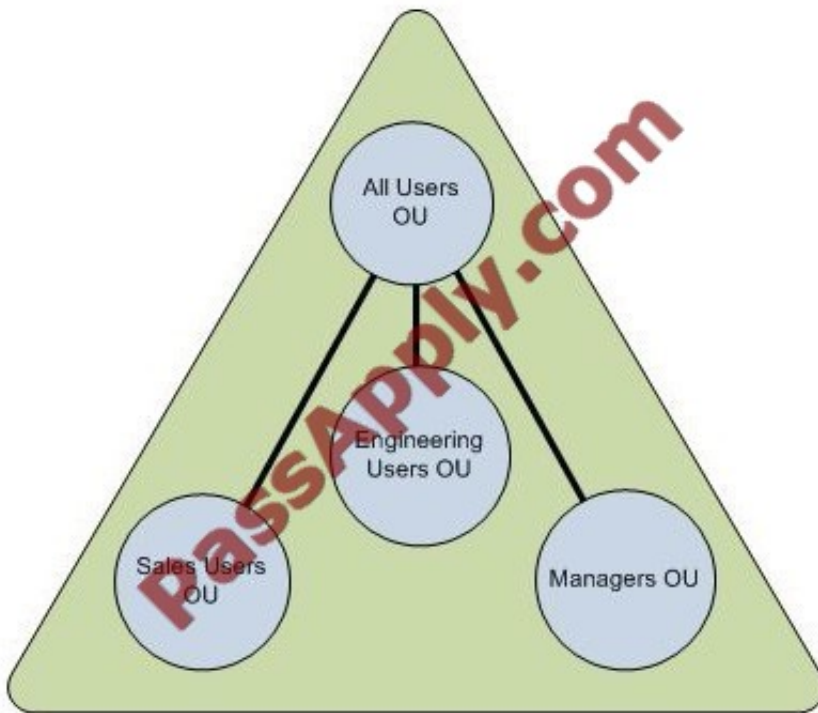 All Users
OU
Engineering
Users OU
Sales Users
OU
Managers OU
PassApply.com